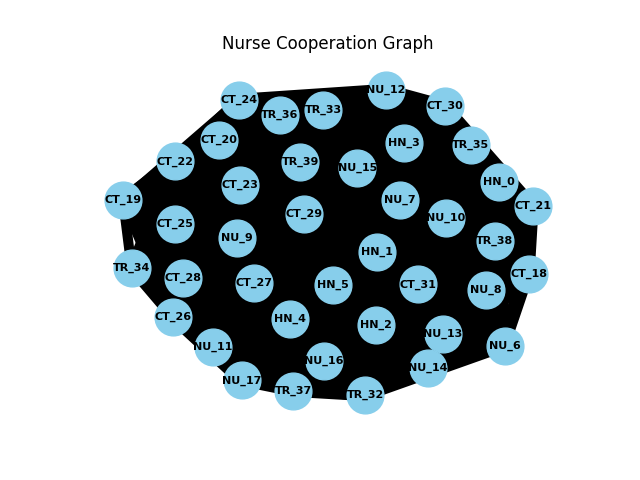 Nurse Cooperation Graph
NU_12
CT_24
CT_30
TR_33
TR_36
CT_20
HN_3
TR_35
CT_22
TR_39
NU_15
HN_0
CT_23
CT_19
NU_7
CT_21
CT_29
NU_10
CT_25
NU_9
TR_38
HN_1
TR_34
CT_18
CT_28
CT_27
HN_5
CT_31
NU_8
CT_26
HN_4
HN_2
NU_13
NU_11
NU_6
NU_16
NU_14
NU_17
TR_37
TR_32